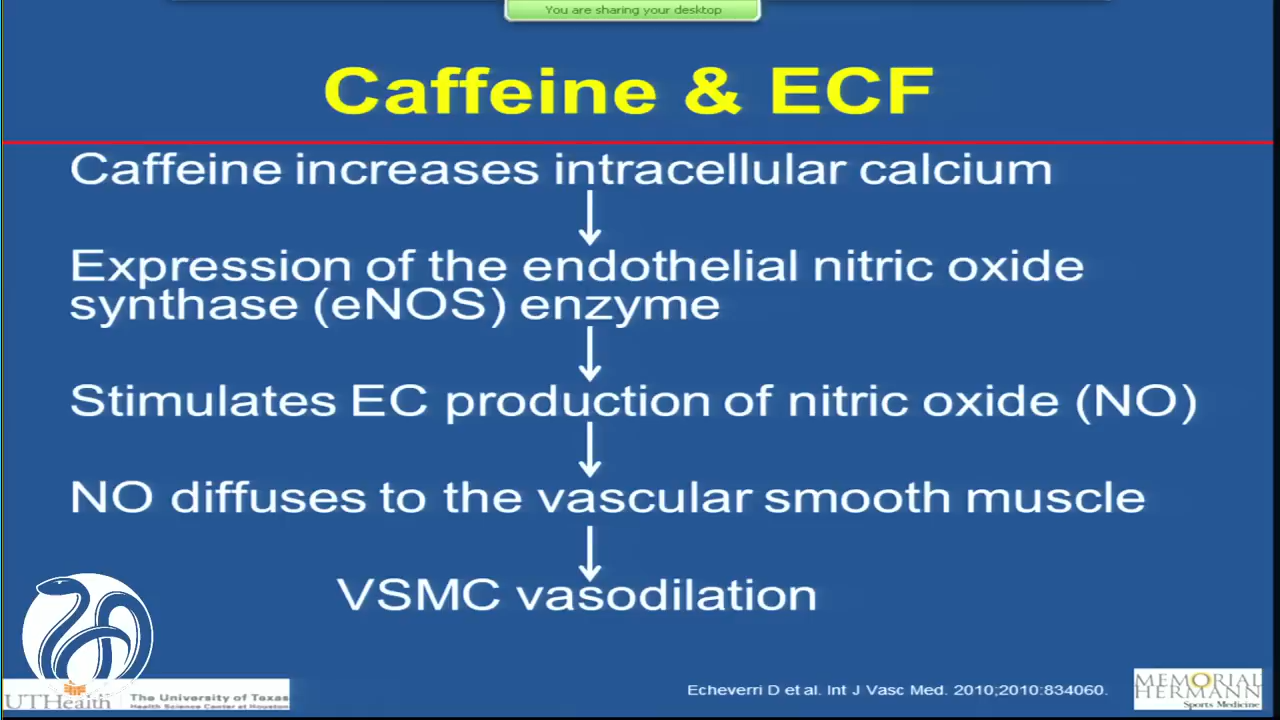 You are sharing your desktop
Caffeine & ECF
Caffeine increases intracellular calcium
Expression of the endothelial nitric oxide
synthase (eNOS) enzyme
Stimulates EC production of nitric oxide (NO)
NO diffuses to the vascular smooth muscle
VSMC vasodilation
UTHealth
The University of Texas
Health Science Center at Houston
Echeverri D et al. Int J Vasc Med. 2010;2010:834060.
MEMORIAL
HERMANN
Sports Medicine